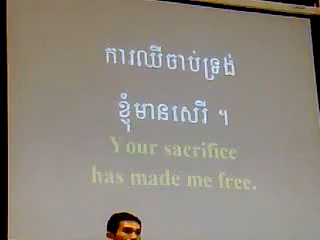 ការឈឺចាប់ទ្រង់
ខ្ញុំមានសេរី ។
Your sacrifice
has made me free.